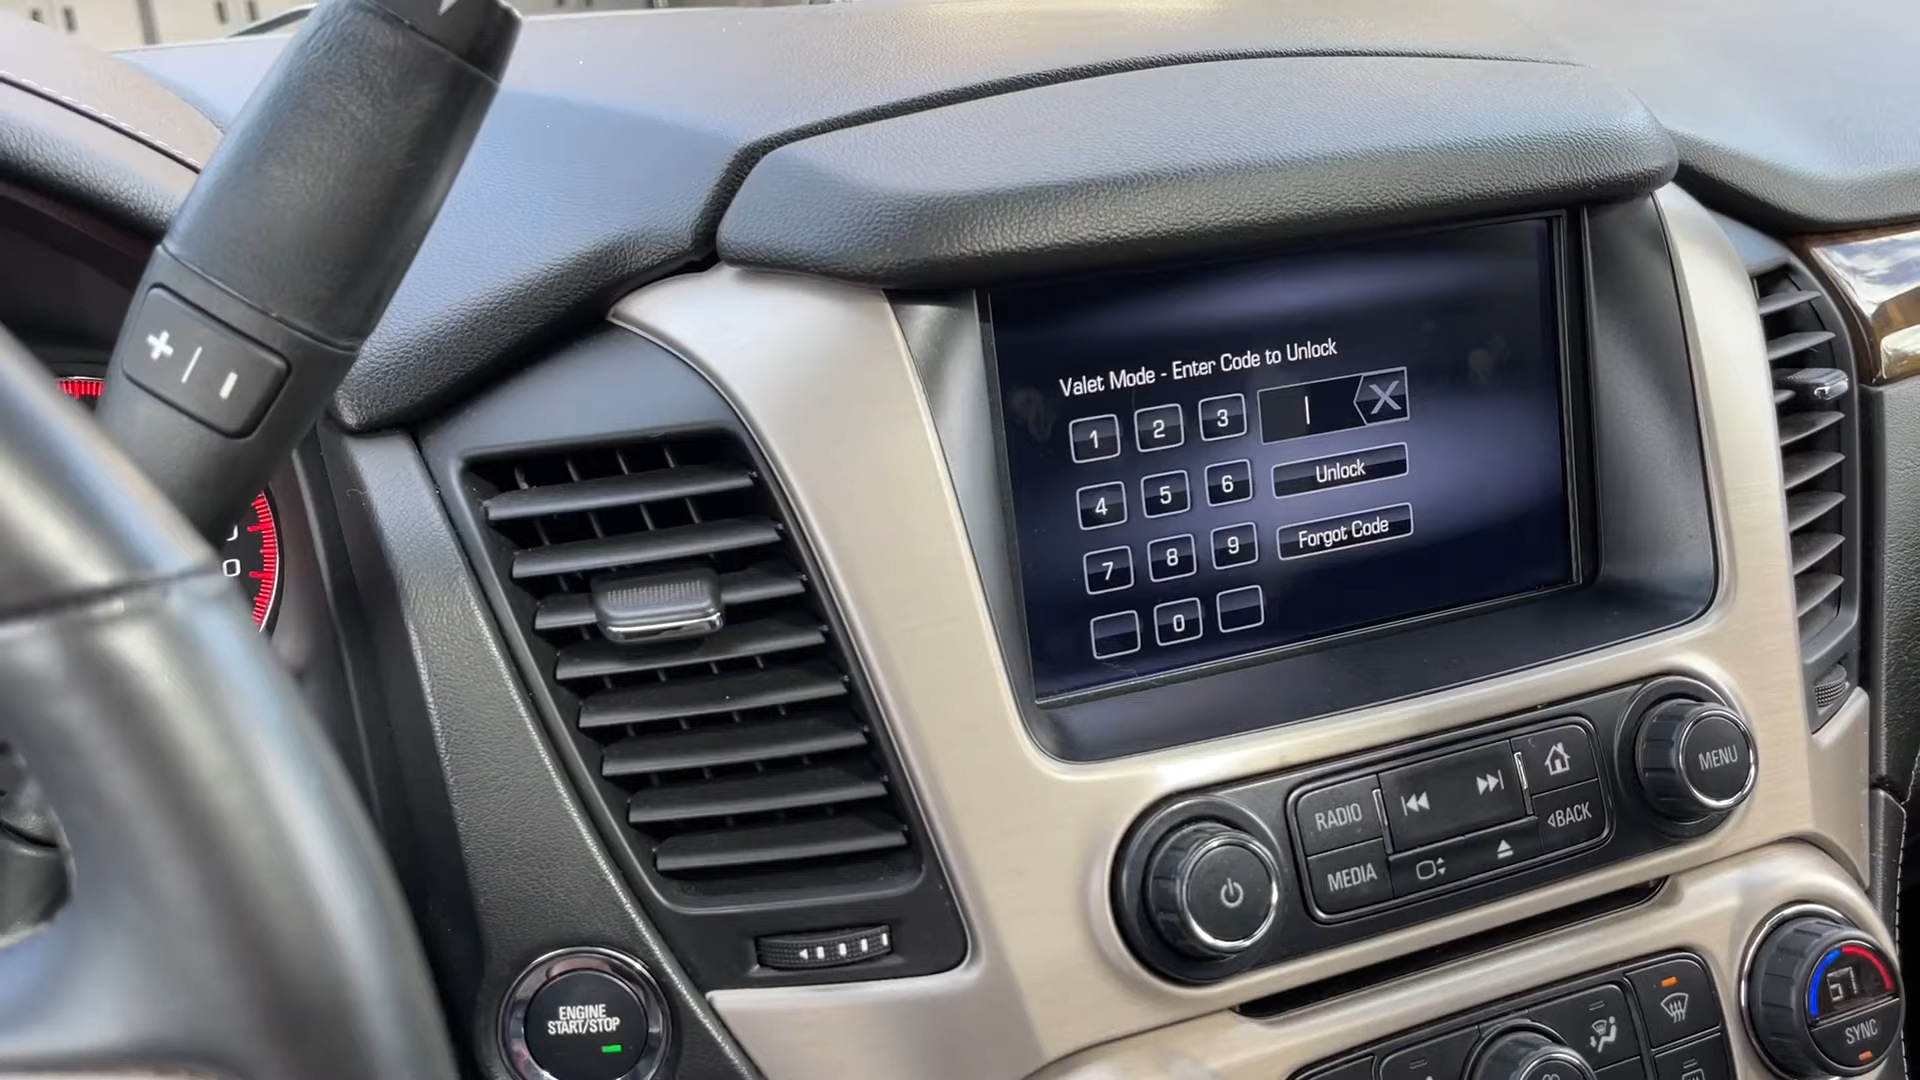 Valet Mode - Enter Code to Unlock
1 2 3
4 5 6 Unlock
7 8 9 Forgot Code
0
RADIO
MEDIA
BACK
MENU
ENGINE
START/STOP
67
SYNC